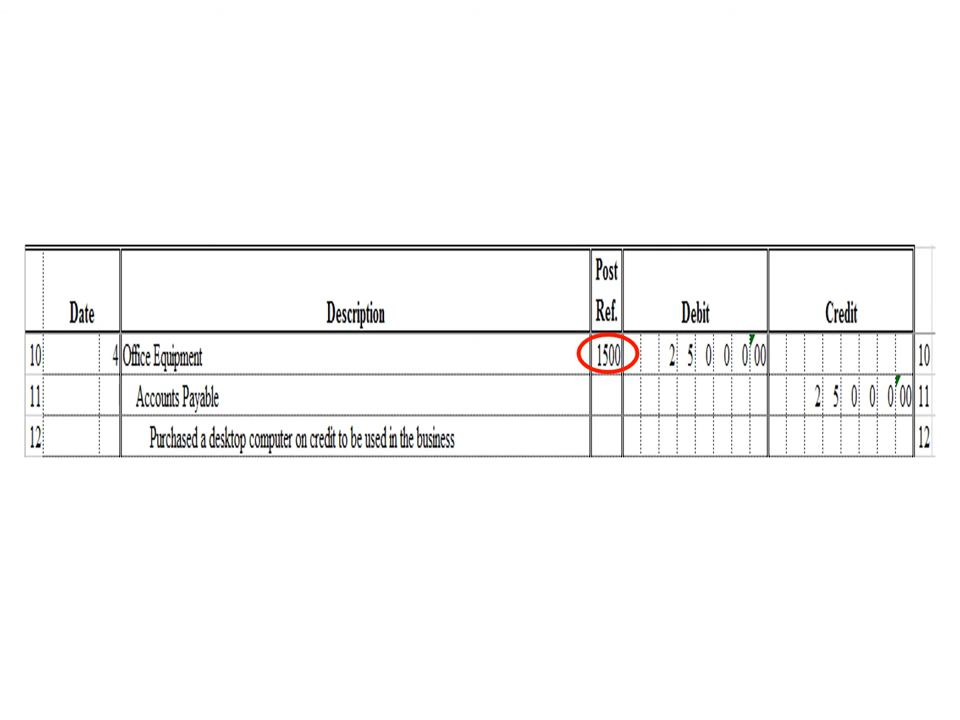 Post
Date Description Ref. Debit Credit
10 4 Office Equipment 1500 2 5 0 0 0 00 10
11 Accounts Payable 2 5 0 0 0 00 11
12 Purchased a desktop computer on credit to be used in the business 12